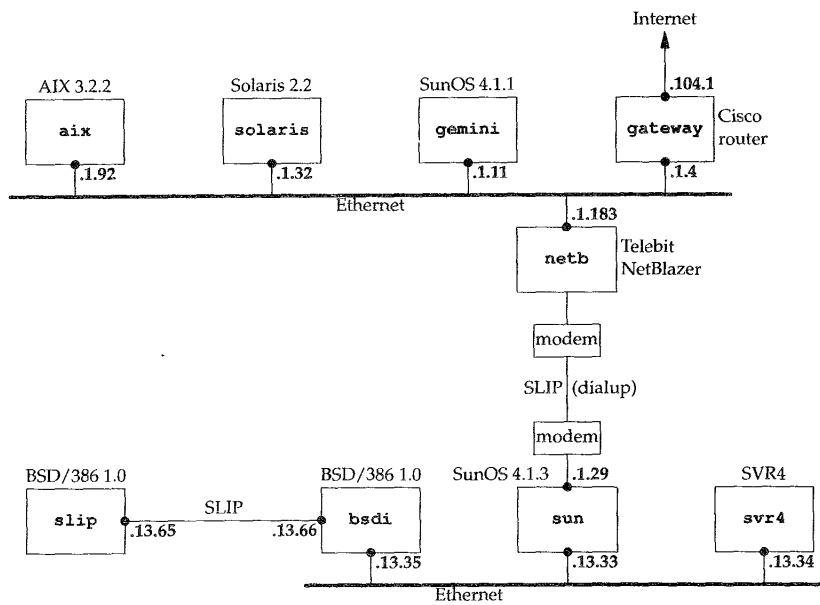 Internet
AIX 3.2.2
Solaris 2.2
SunOS 4.1.1
.104.1
aix
solaris
gemini
gateway
Cisco
router
.1.92
.1.32
.1.11
.1.4
Ethernet
.1.183
netb
Telebit
NetBlazer
modem
SLIP (dialup)
modem
BSD/386 1.0
BSD/386 1.0
SunOS 4.1.3
.1.29
SVR4
slip
SLIP
bsdi
sun
svr4
.13.65
.13.66
.13.35
.13.33
.13.34
Ethernet